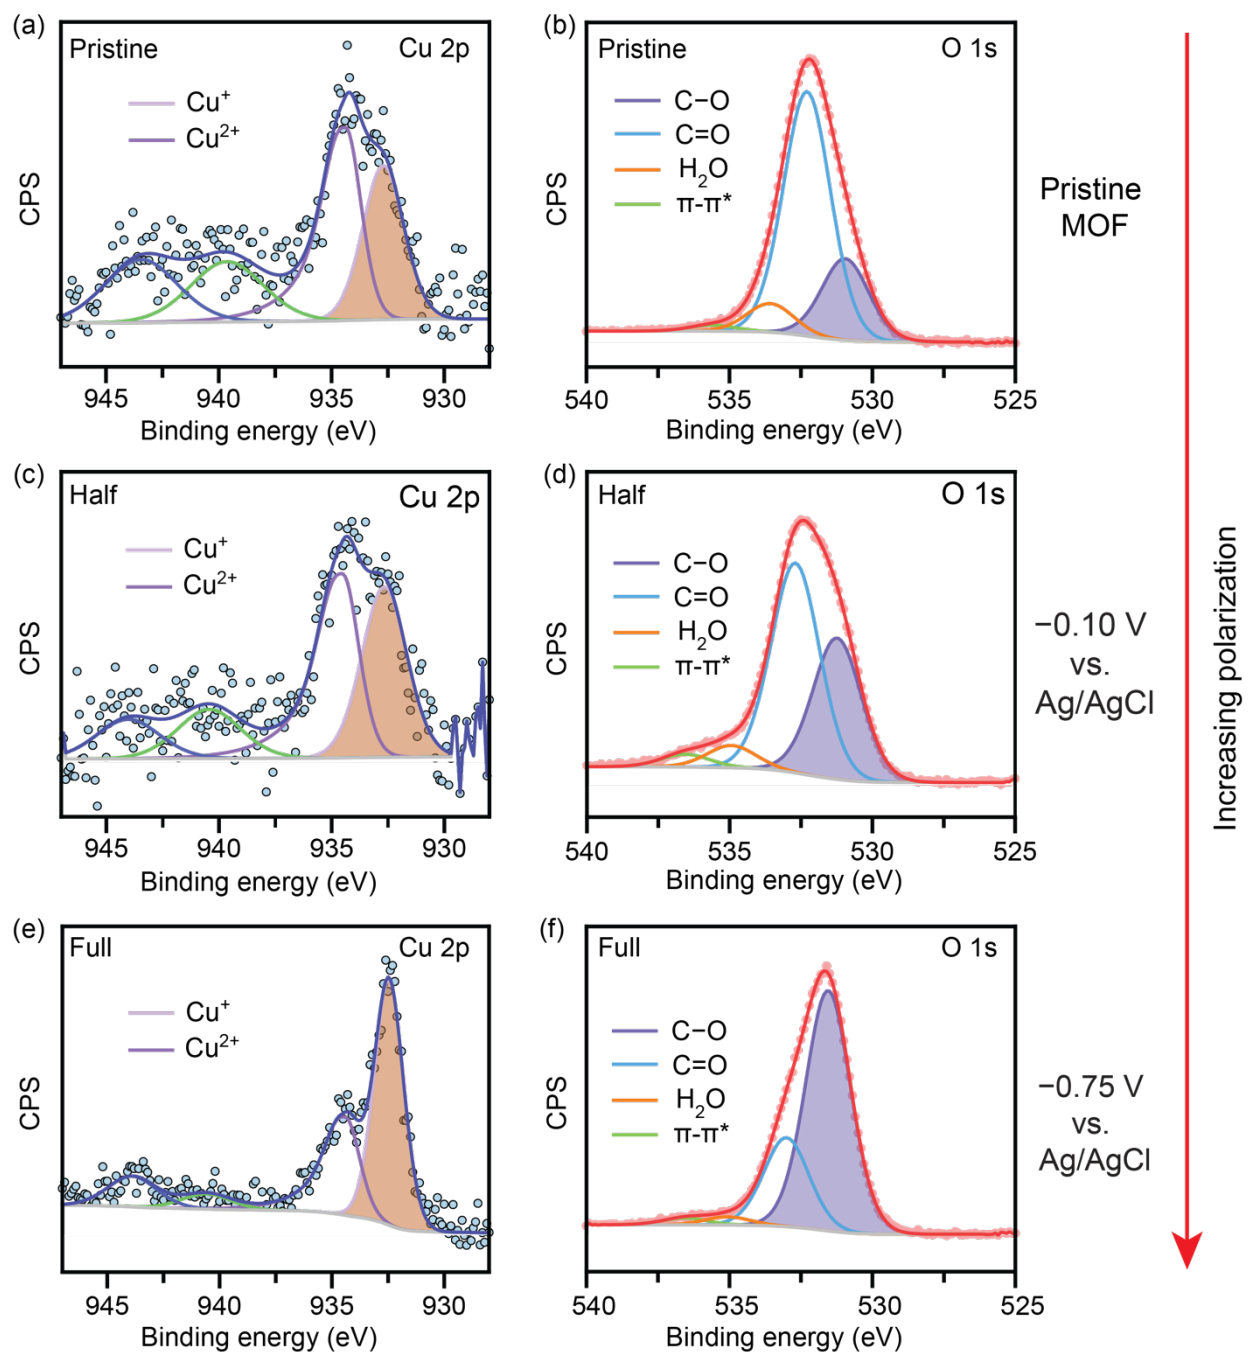 (a)
Pristine
Cu 2p
Cu⁺
Cu²⁺
CPS
945 940 935 930
Binding energy (eV)
(b)
Pristine
O 1s
C−O
C=O
H₂O
π-π*
CPS
540 535 530 525
Binding energy (eV)
Pristine
MOF
(c)
Half
Cu 2p
Cu⁺
Cu²⁺
CPS
945 940 935 930
Binding energy (eV)
(d)
Half
O 1s
C−O
C=O
H₂O
π-π*
CPS
540 535 530 525
Binding energy (eV)
−0.10 V
vs.
Ag/AgCl
Increasing polarization
(e)
Full
Cu 2p
Cu⁺
Cu²⁺
CPS
945 940 935 930
Binding energy (eV)
(f)
Full
O 1s
C−O
C=O
H₂O
π-π*
CPS
540 535 530 525
Binding energy (eV)
−0.75 V
vs.
Ag/AgCl